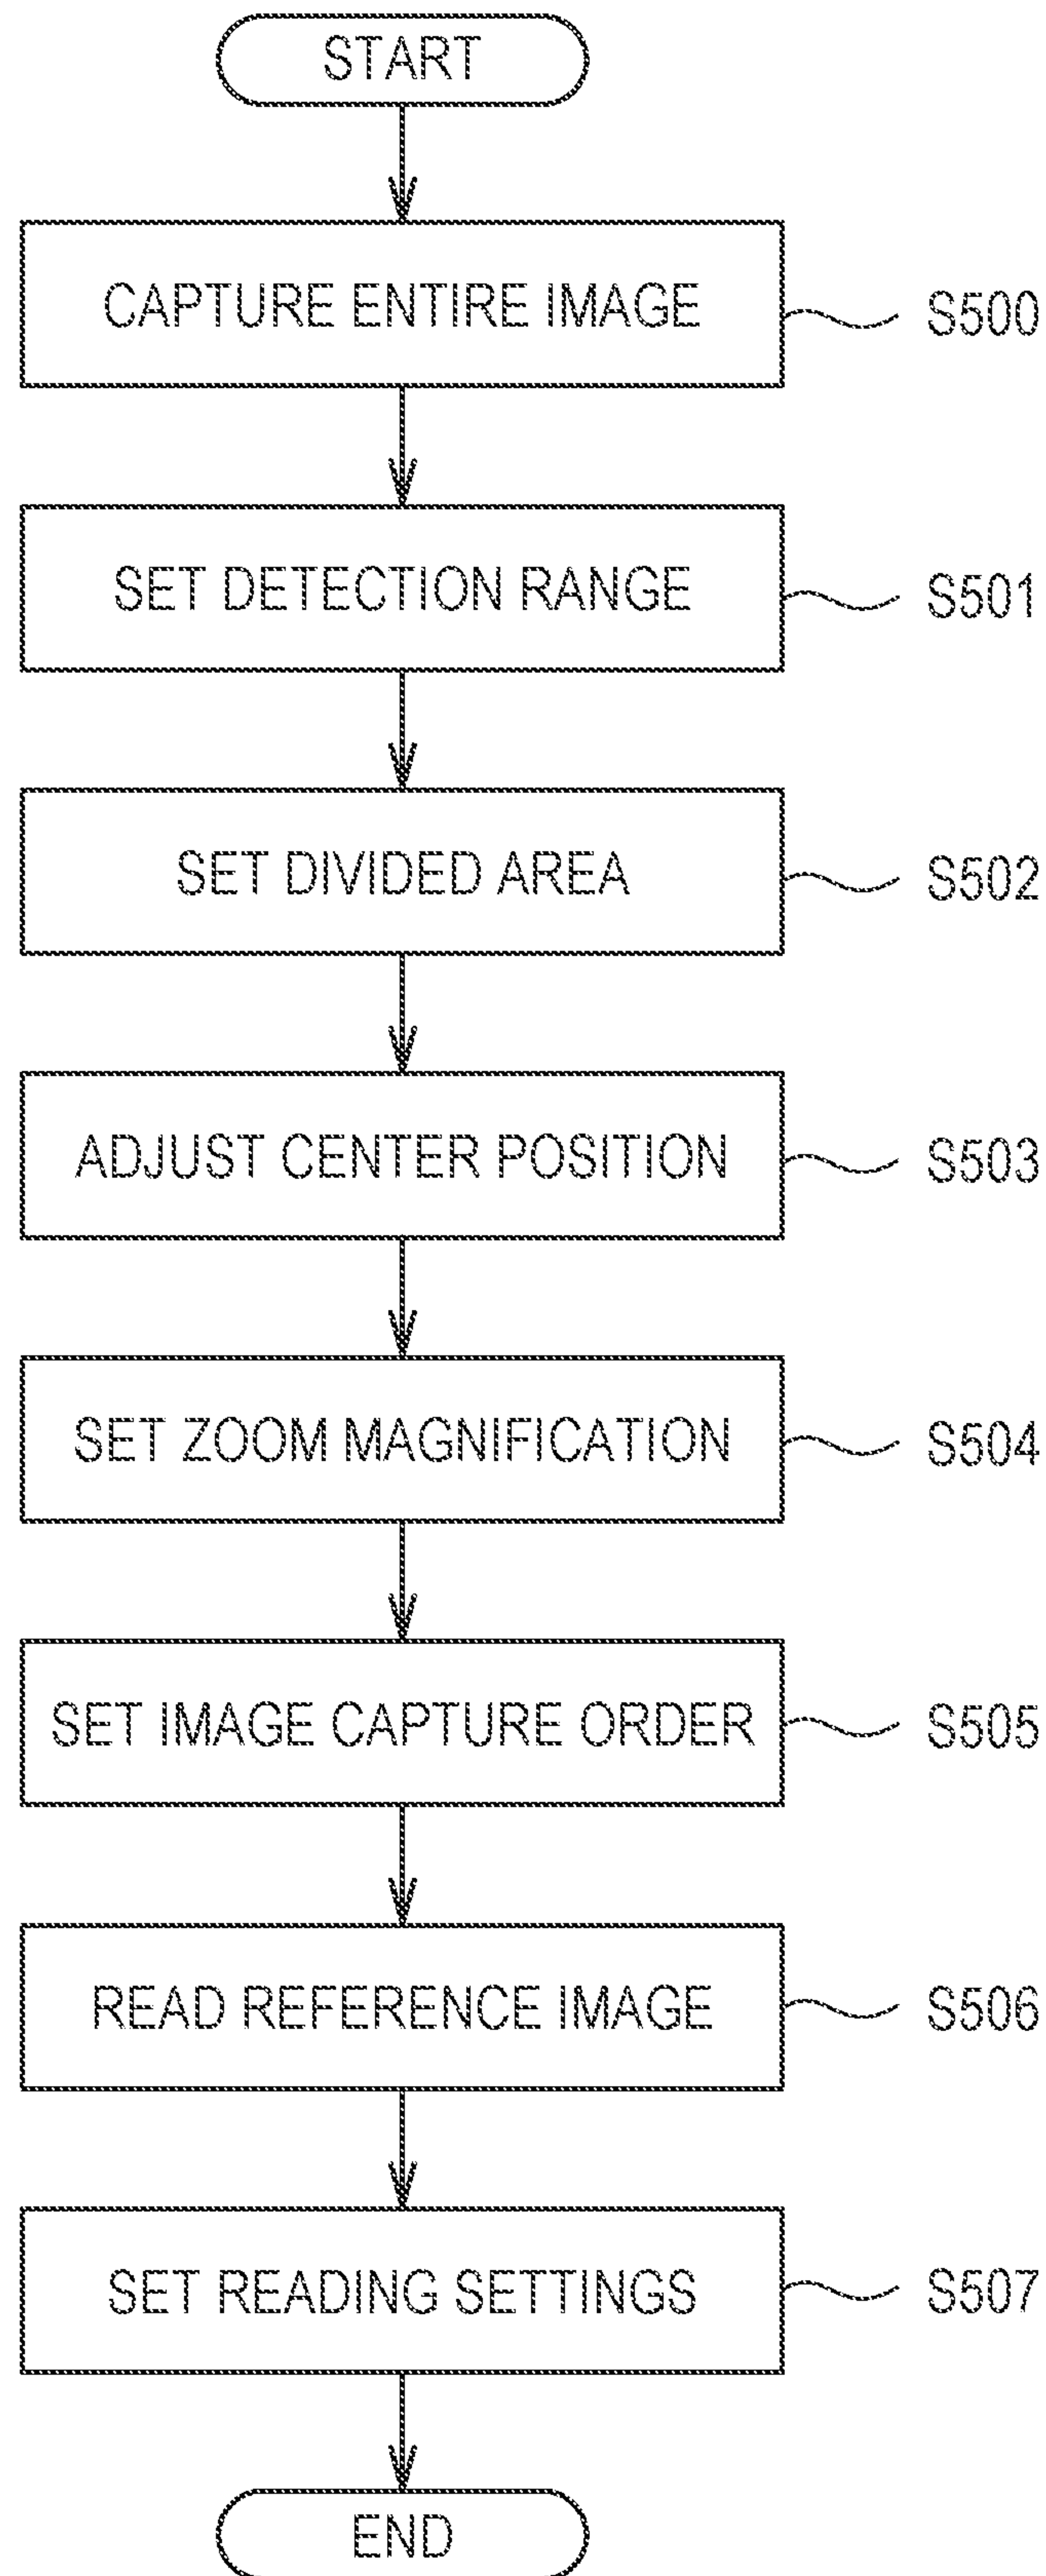 START
CAPTURE ENTIRE IMAGE
S500
SET DETECTION RANGE
S501
SET DIVIDED AREA
S502
ADJUST CENTER POSITION
S503
SET ZOOM MAGNIFICATION
S504
SET IMAGE CAPTURE ORDER
S505
READ REFERENCE IMAGE
S506
SET READING SETTINGS
S507
END